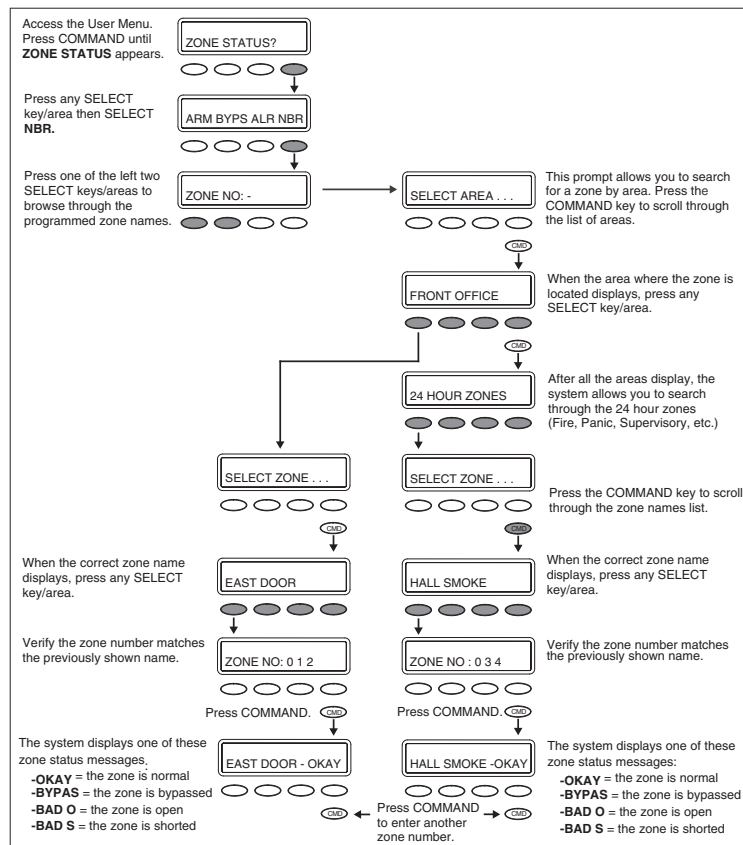 Access the User Menu.
Press COMMAND until
ZONE STATUS appears.
ZONE STATUS?
Press any SELECT
key/area then SELECT
NBR.
ARM BYPS ALR NBR
Press one of the left two
SELECT keys/areas to
browse through the
programmed zone names.
ZONE NO: -
SELECT AREA . . .
This prompt allows you to search
for a zone by area. Press the
COMMAND key to scroll through
the list of areas.
CMD
FRONT OFFICE
When the area where the zone is
located displays, press any
SELECT key/area.
CMD
24 HOUR ZONES
After all the areas display, the
system allows you to search
through the 24 hour zones
(Fire, Panic, Supervisory, etc.)
SELECT ZONE . . .
SELECT ZONE . . .
Press the COMMAND key to scroll
through the zone names list.
CMD
CMD
When the correct zone name
displays, press any SELECT
key/area.
EAST DOOR
HALL SMOKE
When the correct zone name
displays, press any SELECT
key/area.
Verify the zone number matches
the previously shown name.
ZONE NO: 0 1 2
ZONE NO : 0 3 4
Verify the zone number matches
the previously shown name.
Press COMMAND. CMD
Press COMMAND. CMD
The system displays one of these
zone status messages.
-OKAY = the zone is normal
-BYPAS = the zone is bypassed
-BAD O = the zone is open
-BAD S = the zone is shorted
EAST DOOR - OKAY
HALL SMOKE -OKAY
The system displays one of these
zone status messages:
-OKAY = the zone is normal
-BYPAS = the zone is bypassed
-BAD O = the zone is open
-BAD S = the zone is shorted
CMD
Press COMMAND
to enter another
zone number.
CMD